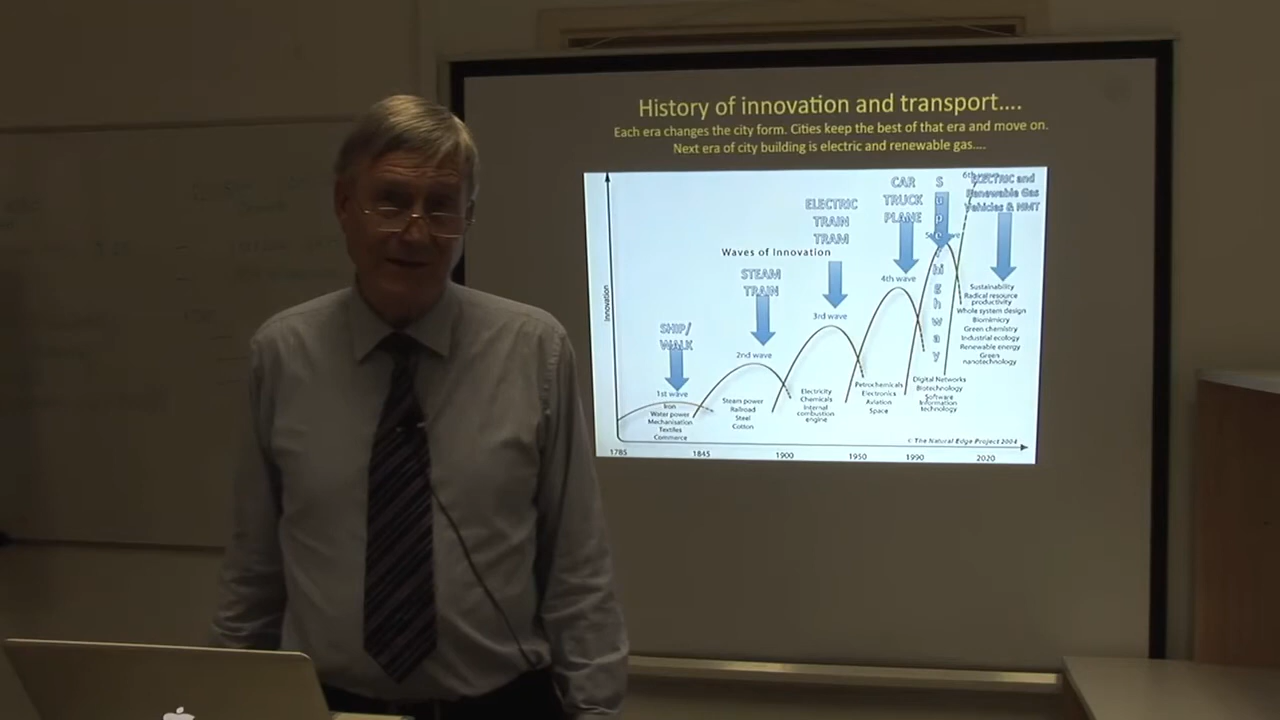 History of innovation and transport....
Each era changes the city form. Cities keep the best of that era and move on.
Next era of city building is electric and renewable gas....
Innovation
Waves of Innovation
SHIP/
WALK
1st wave
Iron
Water power
Mechanisation
Textiles
Commerce
STEAM
TRAIN
2nd wave
Steam power
Railroad
Steel
Cotton
ELECTRIC
TRAIN
TRAM
3rd wave
Electricity
Chemicals
Internal
combustion
engine
CAR
TRUCK
PLANE
4th wave
Petrochemicals
Electronics
Aviation
Space
S
u
p
e
r
hi
g
h
w
a
y
Digital Networks
Biotechnology
Software
Information
technology
ELECTRIC and
Renewable Gas
Vehicles & NMT
Sustainability
Radical resource
productivity
Whole system design
Biomimicry
Green chemistry
Industrial ecology
Renewable energy
Green
nanotechnology
© The Natural Edge Project 2004
1785 1845 1900 1950 1990 2020